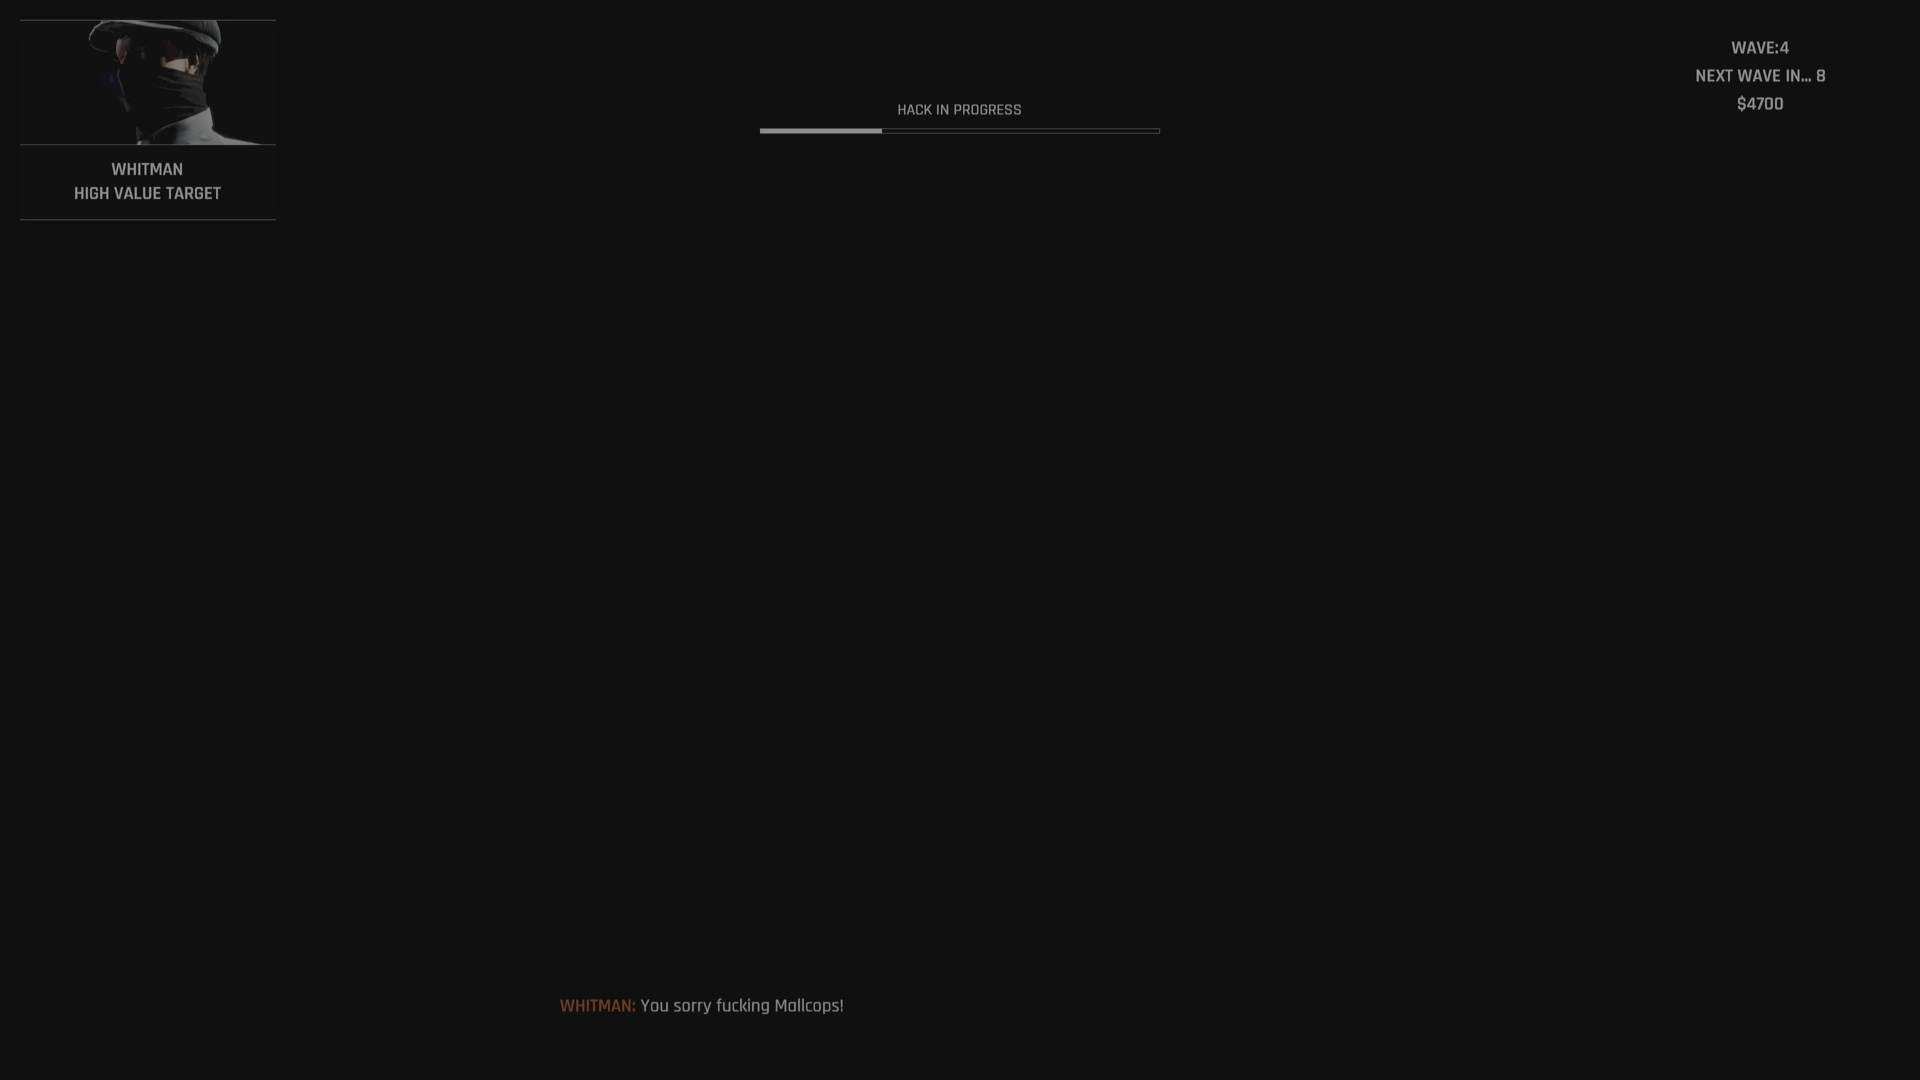 WAVE:4
NEXT WAVE IN... 8
$4700
HACK IN PROGRESS
WHITMAN
HIGH VALUE TARGET
WHITMAN: You sorry fucking Mallcops!